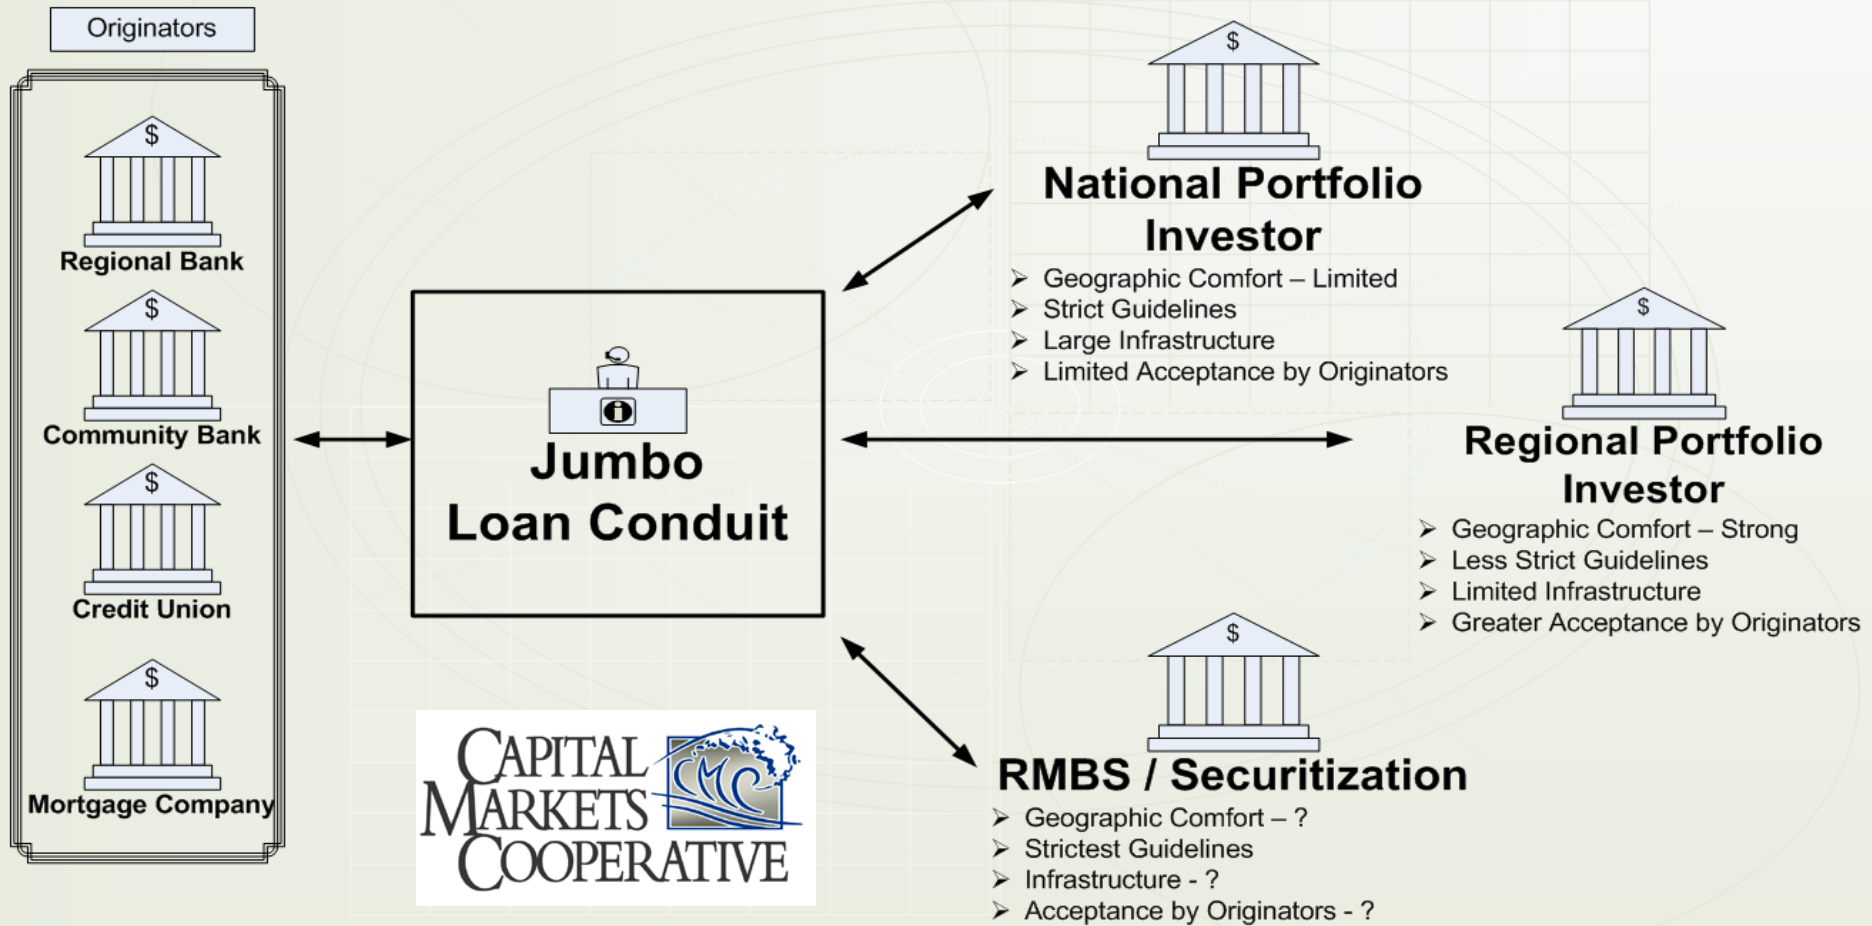 Originators
$
Regional Bank
$
Community Bank
$
Credit Union
$
Mortgage Company
i
Jumbo
Loan Conduit
CAPITAL
MARKETS
COOPERATIVE
CMC
$
National Portfolio
Investor
➢ Geographic Comfort – Limited
➢ Strict Guidelines
➢ Large Infrastructure
➢ Limited Acceptance by Originators
$
Regional Portfolio
Investor
➢ Geographic Comfort – Strong
➢ Less Strict Guidelines
➢ Limited Infrastructure
➢ Greater Acceptance by Originators
$
RMBS / Securitization
➢ Geographic Comfort – ?
➢ Strictest Guidelines
➢ Infrastructure - ?
➢ Acceptance by Originators - ?